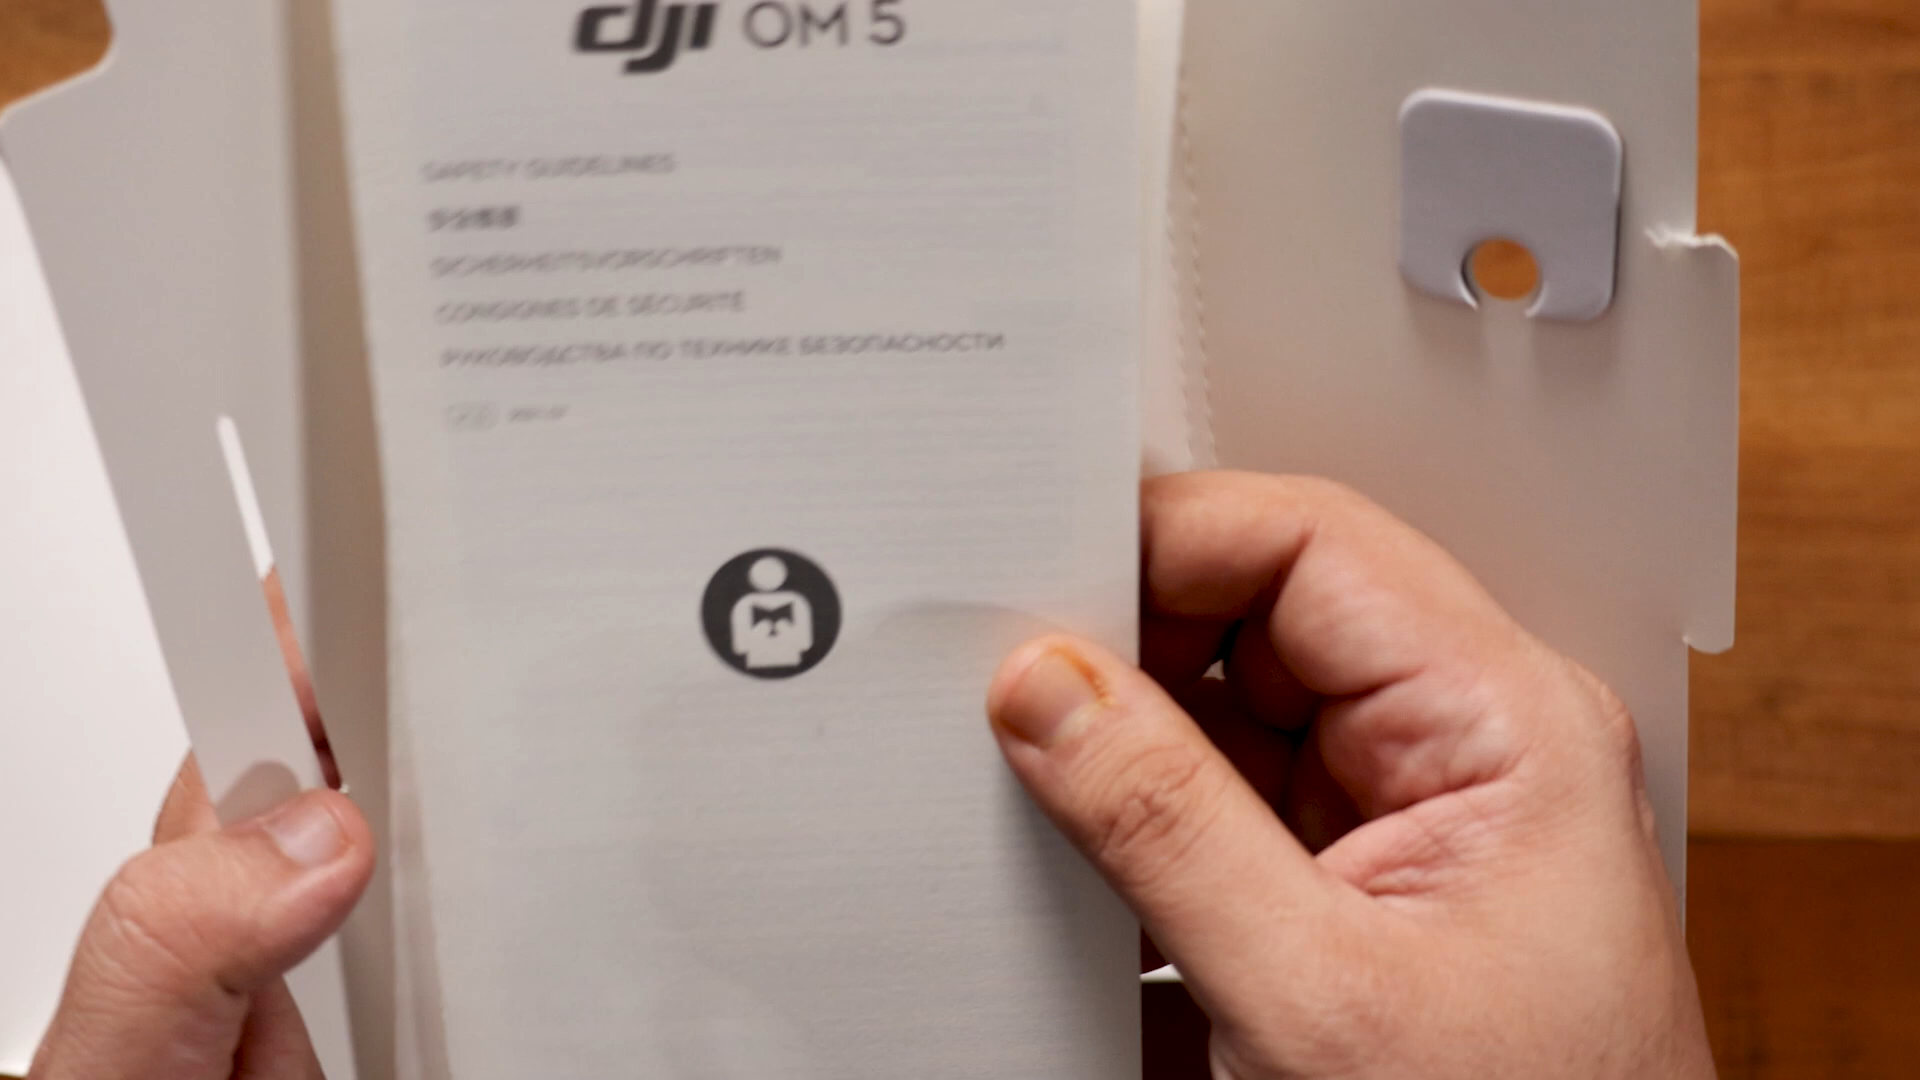 dji OM 5
SAFETY GUIDELINES
SICHERHEITSVORSCHRIFTEN
CONSIGNES DE SÉCURITÉ
РУКОВОДСТВА ПО ТЕХНИКЕ БЕЗОПАСНОСТИ